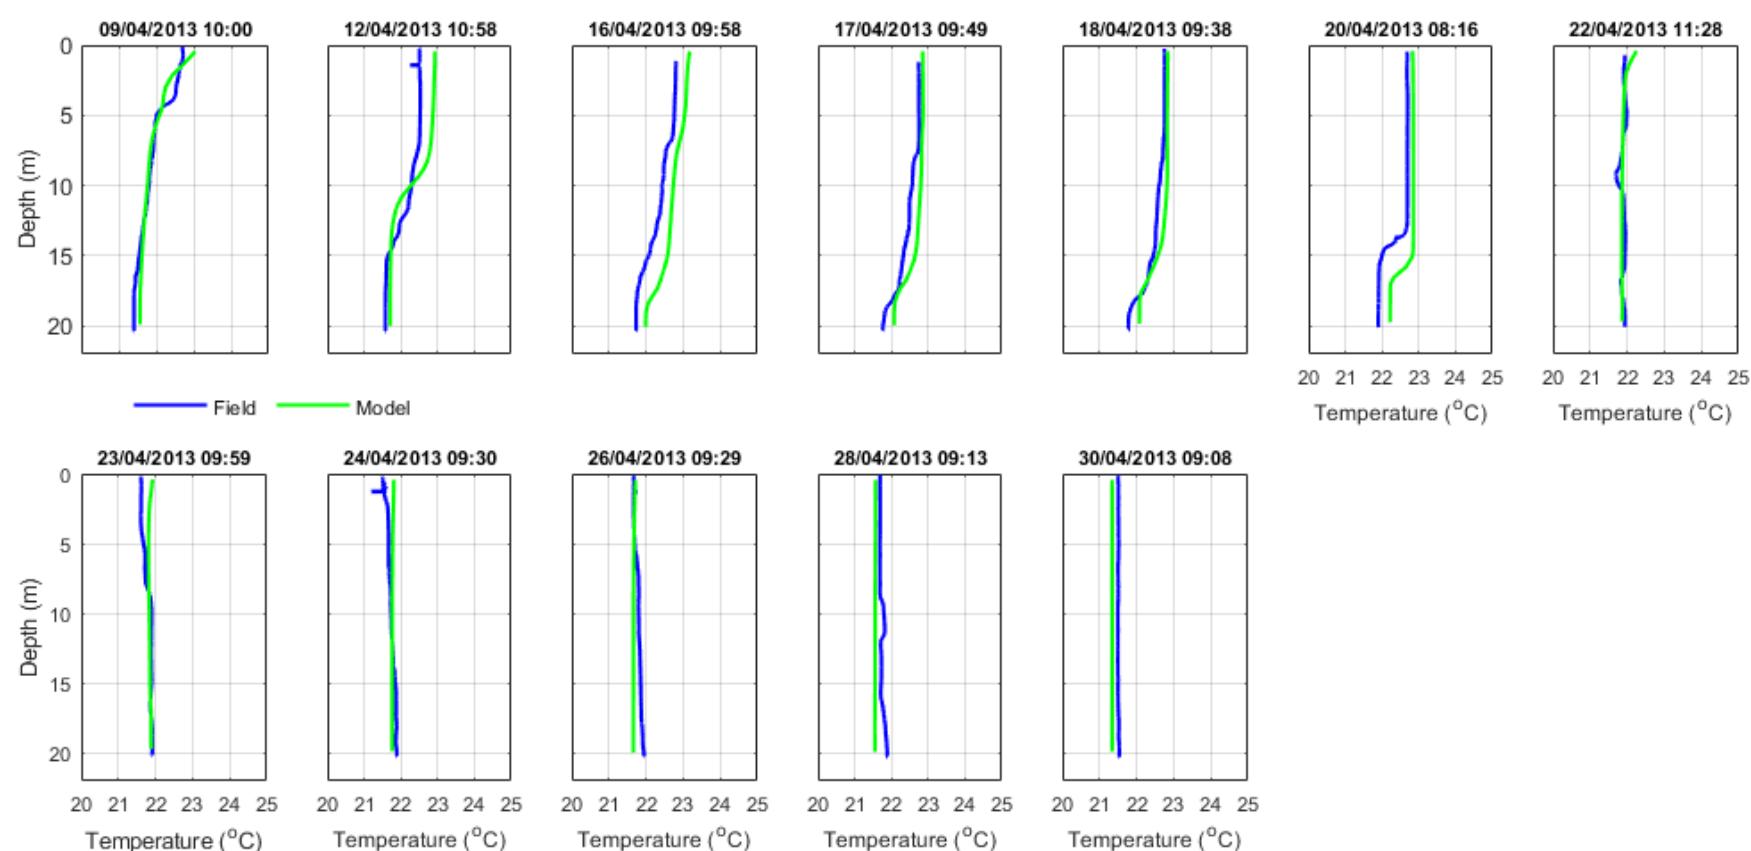 09/04/2013 10:00 12/04/2013 10:58 16/04/2013 09:58 17/04/2013 09:49 18/04/2013 09:38 20/04/2013 08:16 22/04/2013 11:28
0
5
10
15
20
Depth (m)
20 21 22 23 24 25 20 21 22 23 24 25
Temperature (°C) Temperature (°C)
Field Model
23/04/2013 09:59 24/04/2013 09:30 26/04/2013 09:29 28/04/2013 09:13 30/04/2013 09:08
0
5
10
15
20
Depth (m)
20 21 22 23 24 25 20 21 22 23 24 25 20 21 22 23 24 25 20 21 22 23 24 25 20 21 22 23 24 25
Temperature (°C) Temperature (°C) Temperature (°C) Temperature (°C) Temperature (°C)